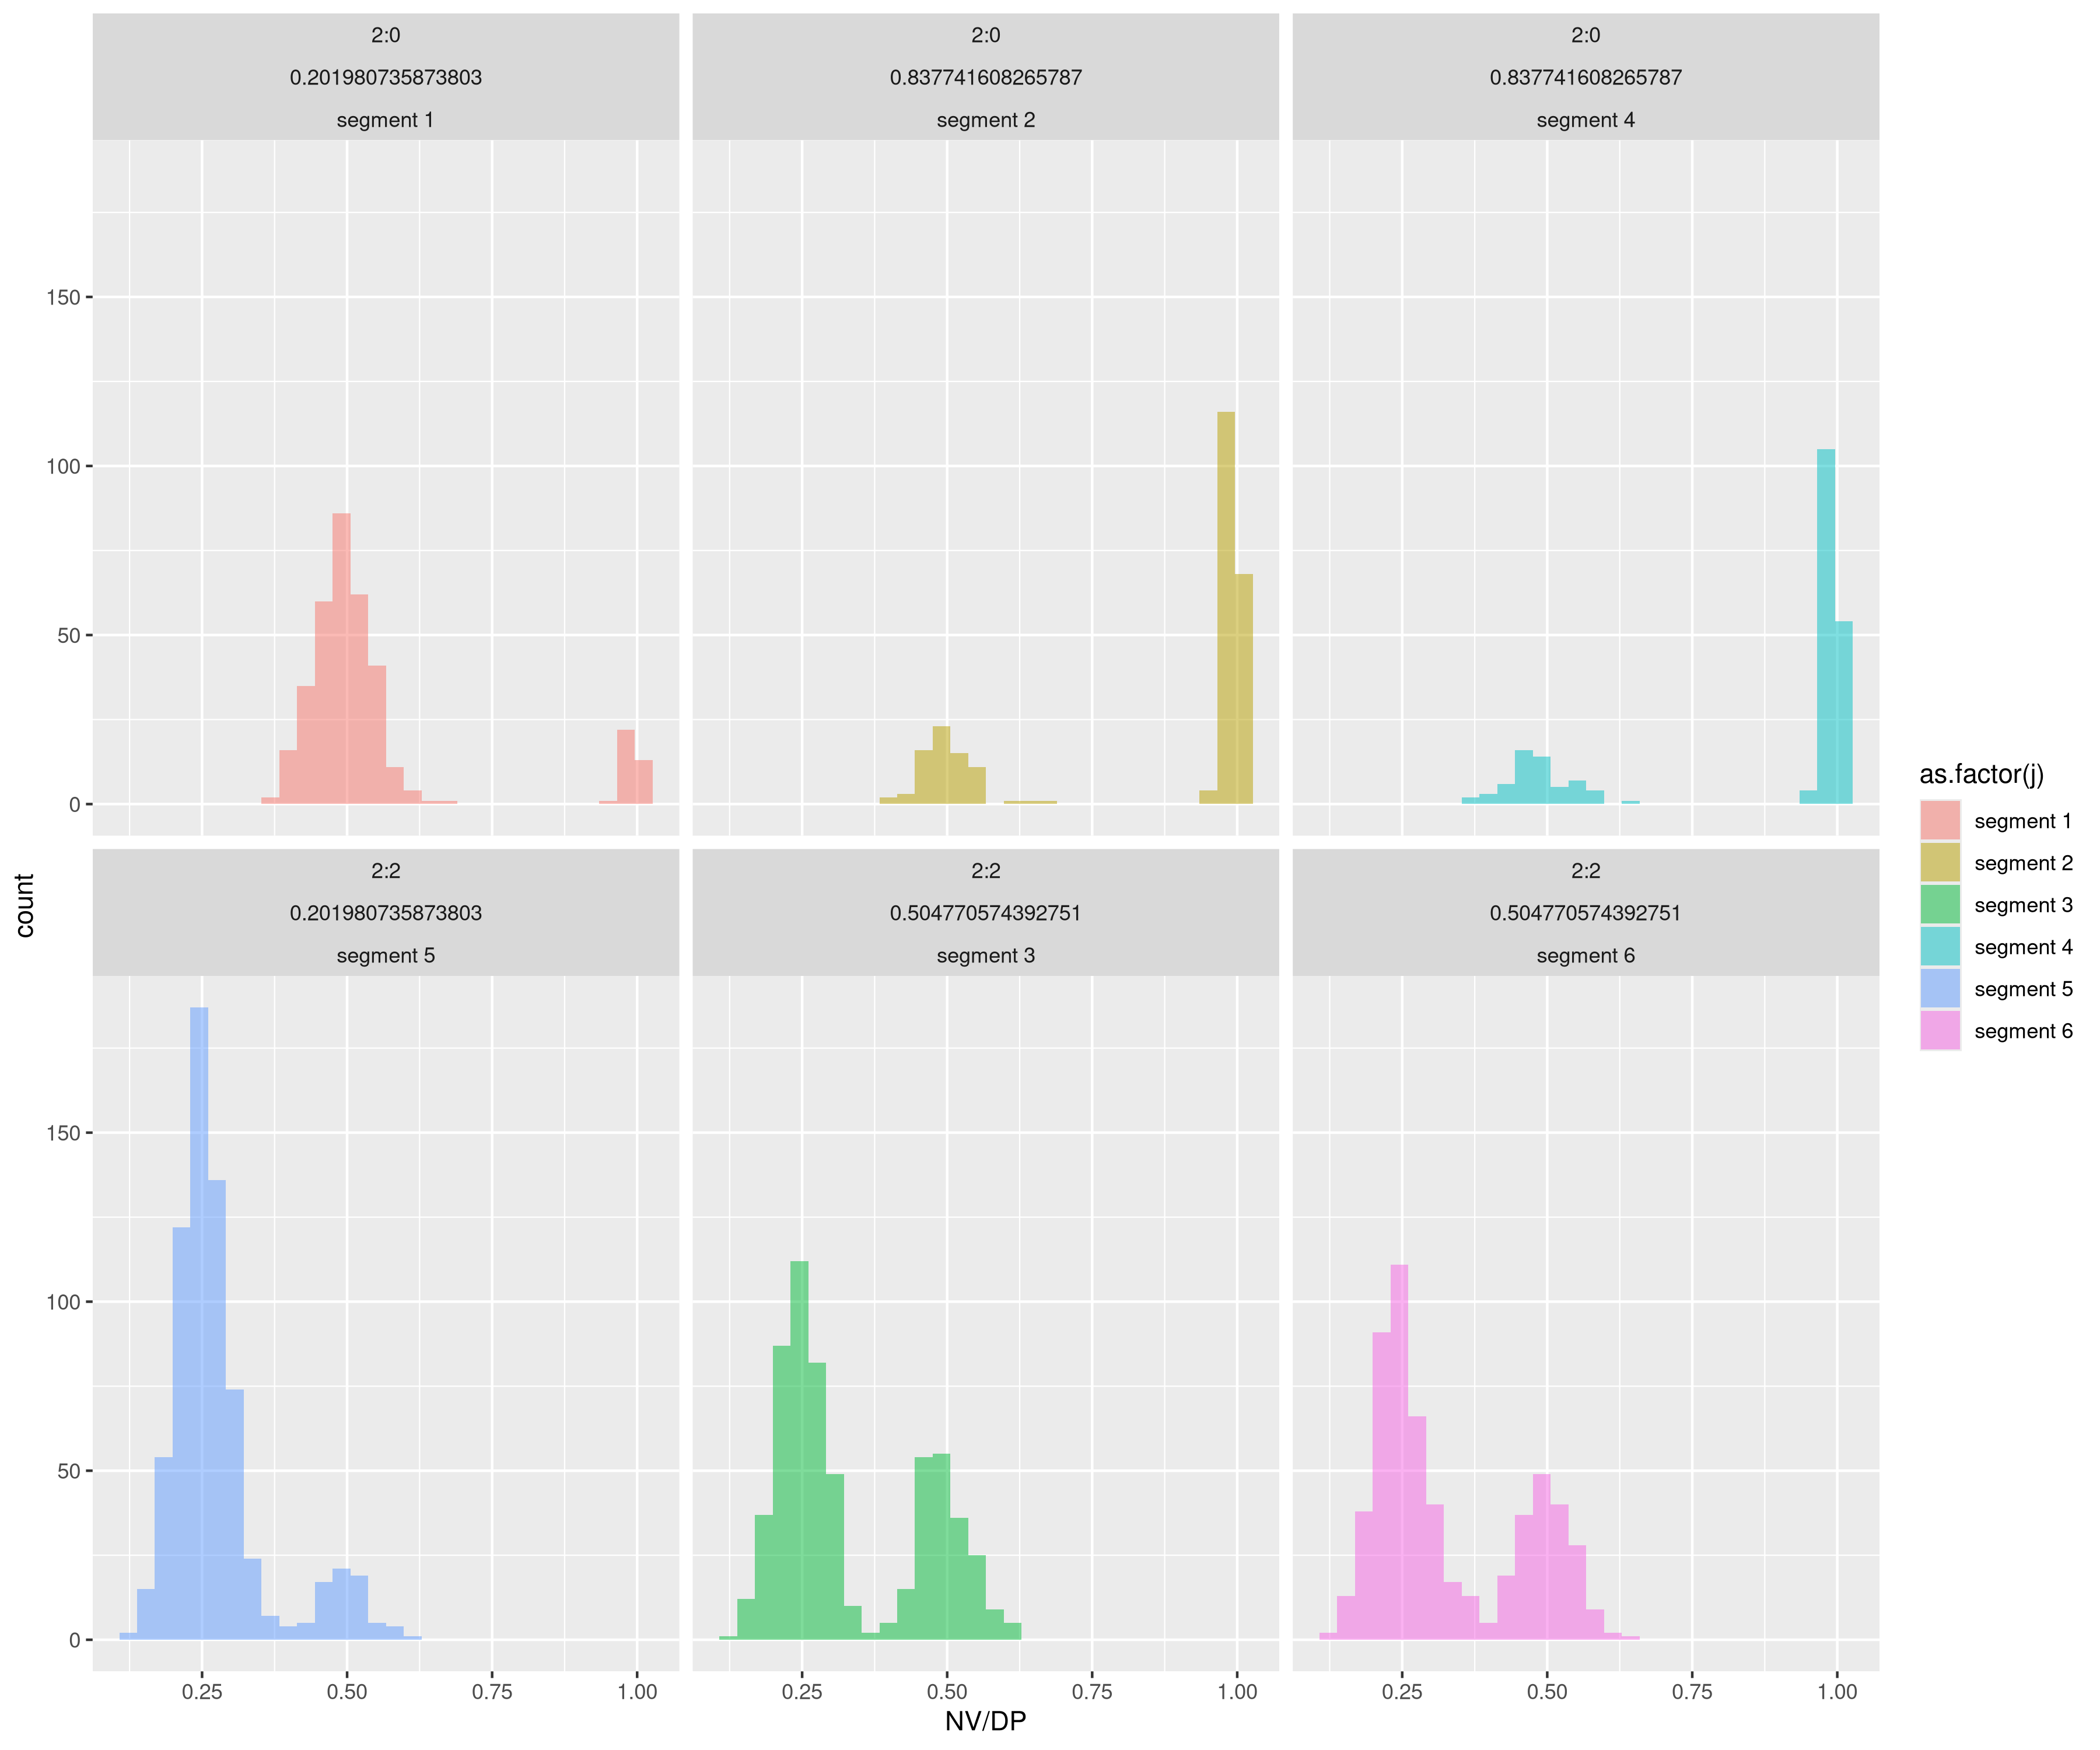 2:0
0.201980735873803
segment 1
2:0
0.837741608265787
segment 2
2:0
0.837741608265787
segment 4
150
100
50
0
2:2
0.201980735873803
segment 5
2:2
0.504770574392751
segment 3
2:2
0.504770574392751
segment 6
150
100
50
0
0.25 0.50 0.75 1.00
0.25 0.50 0.75 1.00
0.25 0.50 0.75 1.00
NV/DP
count
as.factor(j)
segment 1
segment 2
segment 3
segment 4
segment 5
segment 6